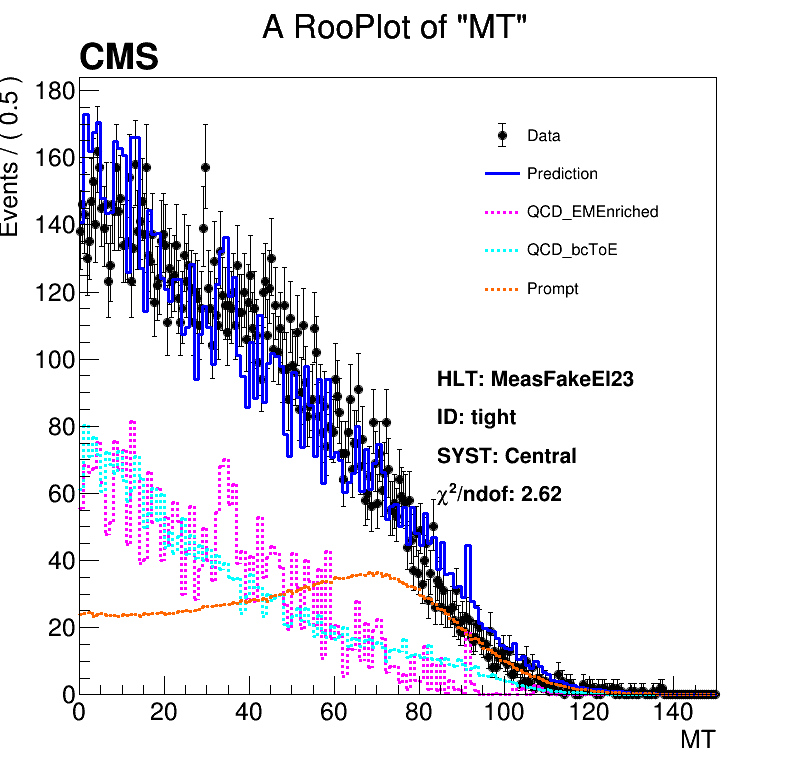 A RooPlot of "MT"
CMS
Events / ( 0.5 )
180
160
140
120
100
80
60
40
20
0
Data
Prediction
QCD_EMEnriched
QCD_bcToE
Prompt
HLT: MeasFakeEl23
ID: tight
SYST: Central
χ²/ndof: 2.62
0 20 40 60 80 100 120 140
MT